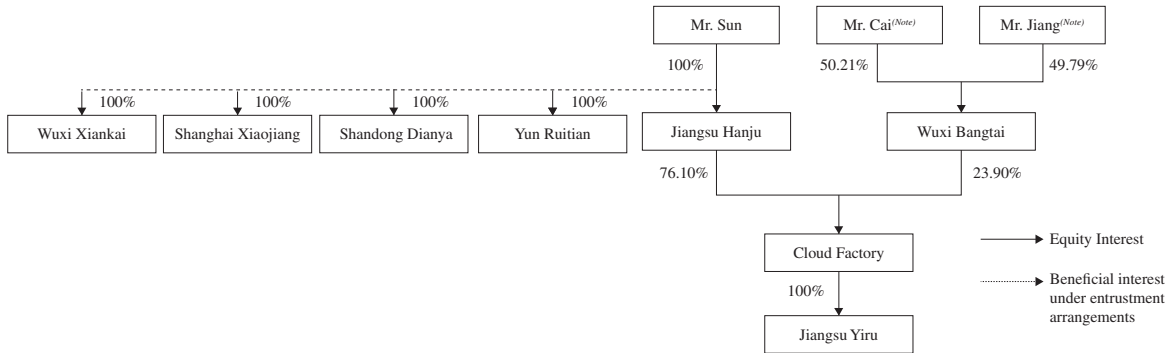 Mr. Sun
Mr. Cai(Note)
Mr. Jiang(Note)
100%
50.21%
49.79%
100%
100%
100%
100%
Wuxi Xiankai
Shanghai Xiaojiang
Shandong Dianya
Yun Ruitian
Jiangsu Hanju
Wuxi Bangtai
76.10%
23.90%
Cloud Factory
100%
Jiangsu Yiru
Equity Interest
Beneficial interest
under entrustment
arrangements